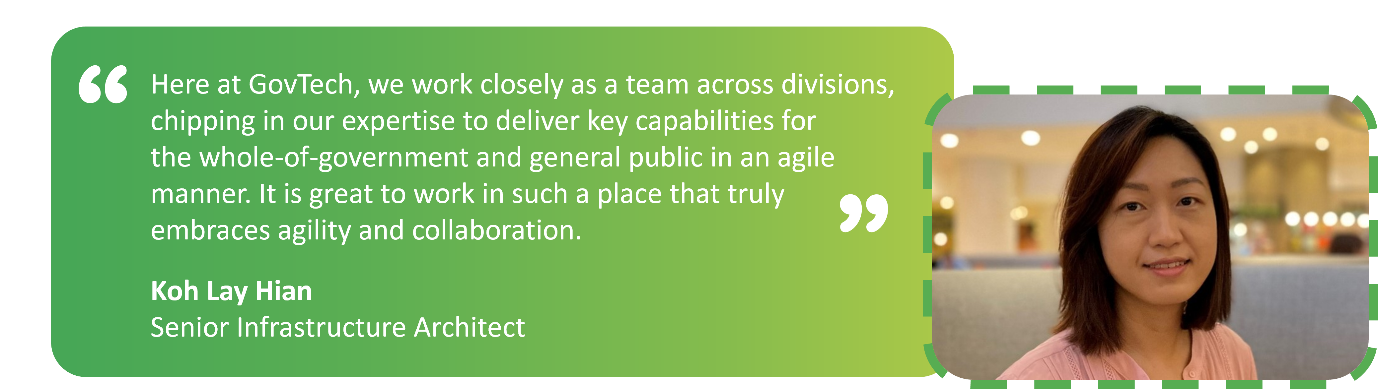 “ Here at GovTech, we work closely as a team across divisions,
chipping in our expertise to deliver key capabilities for
the whole-of-government and general public in an agile
manner. It is great to work in such a place that truly
embraces agility and collaboration. ”
Koh Lay Hian
Senior Infrastructure Architect